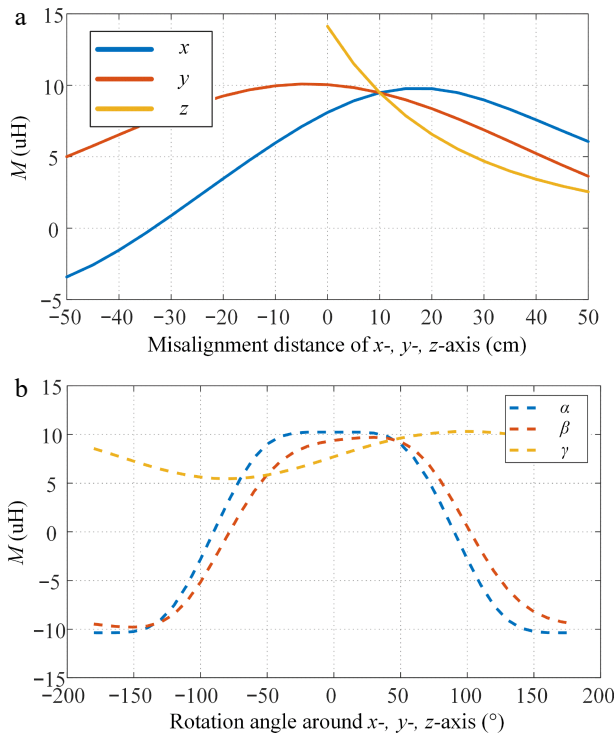 a
x
y
z
15
10
5
0
−5
M (uH)
−50 −40 −30 −20 −10 0 10 20 30 40 50
Misalignment distance of x-, y-, z-axis (cm)
b
α
β
γ
15
10
5
0
−5
−10
−15
M (uH)
−200 −150 −100 −50 0 50 100 150 200
Rotation angle around x-, y-, z-axis (°)